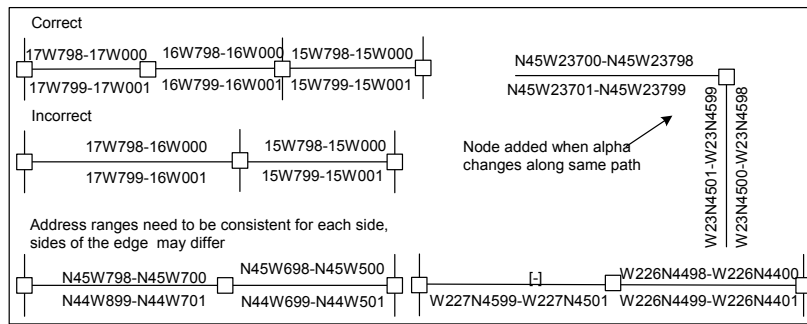 Correct
17W798-17W000
16W798-16W000
15W798-15W000
17W799-17W001
16W799-16W001
15W799-15W001
Incorrect
17W798-16W000
15W798-15W000
17W799-16W001
15W799-15W001
N45W23700-N45W23798
N45W23701-N45W23799
Node added when alpha
changes along same path
W23N4501-W23N4599
W23N4500-W23N4598
Address ranges need to be consistent for each side,
sides of the edge may differ
N45W798-N45W700
N45W698-N45W500
N44W899-N44W701
N44W699-N44W501
[-]
W226N4498-W226N4400
W227N4599-W227N4501
W226N4499-W226N4401